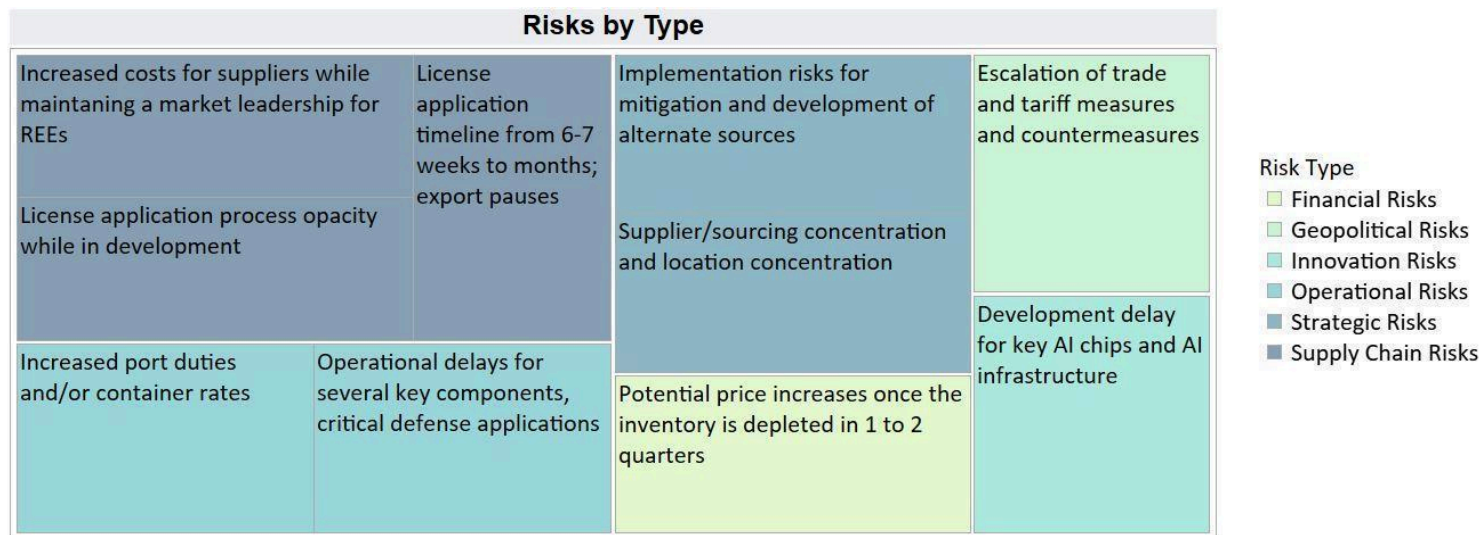 Risks by Type
Increased costs for suppliers while
maintaning a market leadership for
REEs
License
application
timeline from 6-7
weeks to months;
export pauses
License application process opacity
while in development
Implementation risks for
mitigation and development of
alternate sources
Supplier/sourcing concentration
and location concentration
Escalation of trade
and tariff measures
and countermeasures
Increased port duties
and/or container rates
Operational delays for
several key components,
critical defense applications
Potential price increases once the
inventory is depleted in 1 to 2
quarters
Development delay
for key AI chips and AI
infrastructure
Risk Type
Financial Risks
Geopolitical Risks
Innovation Risks
Operational Risks
Strategic Risks
Supply Chain Risks